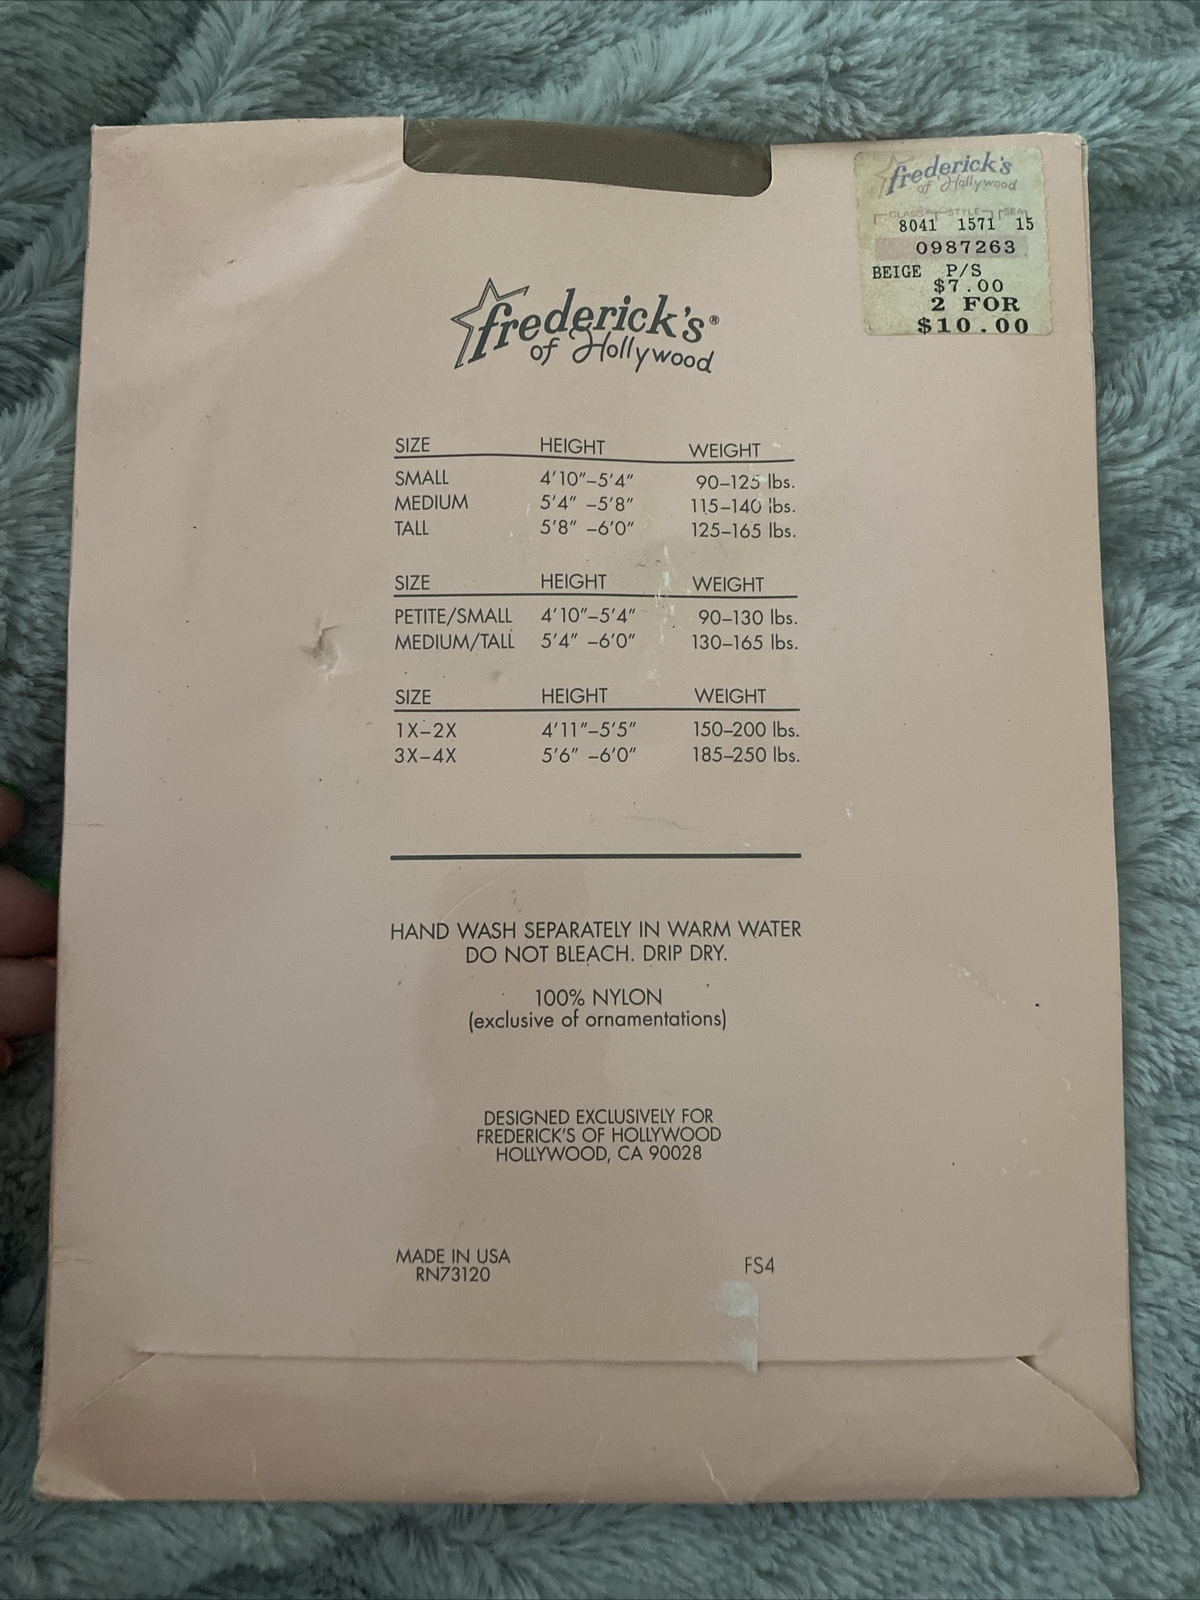 frederick's
of Hollywood
CLASS STYLE SEA
8041 1571 15
0987263
BEIGE P/S
$7.00
2 FOR
$10.00
frederick's®
of Hollywood
SIZE HEIGHT WEIGHT
SMALL 4'10"–5'4" 90–125 lbs.
MEDIUM 5'4" –5'8" 115–140 lbs.
TALL 5'8" –6'0" 125–165 lbs.
SIZE HEIGHT WEIGHT
PETITE/SMALL 4'10"–5'4" 90–130 lbs.
MEDIUM/TALL 5'4" –6'0" 130–165 lbs.
SIZE HEIGHT WEIGHT
1X–2X 4'11"–5'5" 150–200 lbs.
3X–4X 5'6" –6'0" 185–250 lbs.
HAND WASH SEPARATELY IN WARM WATER
DO NOT BLEACH. DRIP DRY.
100% NYLON
(exclusive of ornamentations)
DESIGNED EXCLUSIVELY FOR
FREDERICK'S OF HOLLYWOOD
HOLLYWOOD, CA 90028
MADE IN USA FS4
RN73120